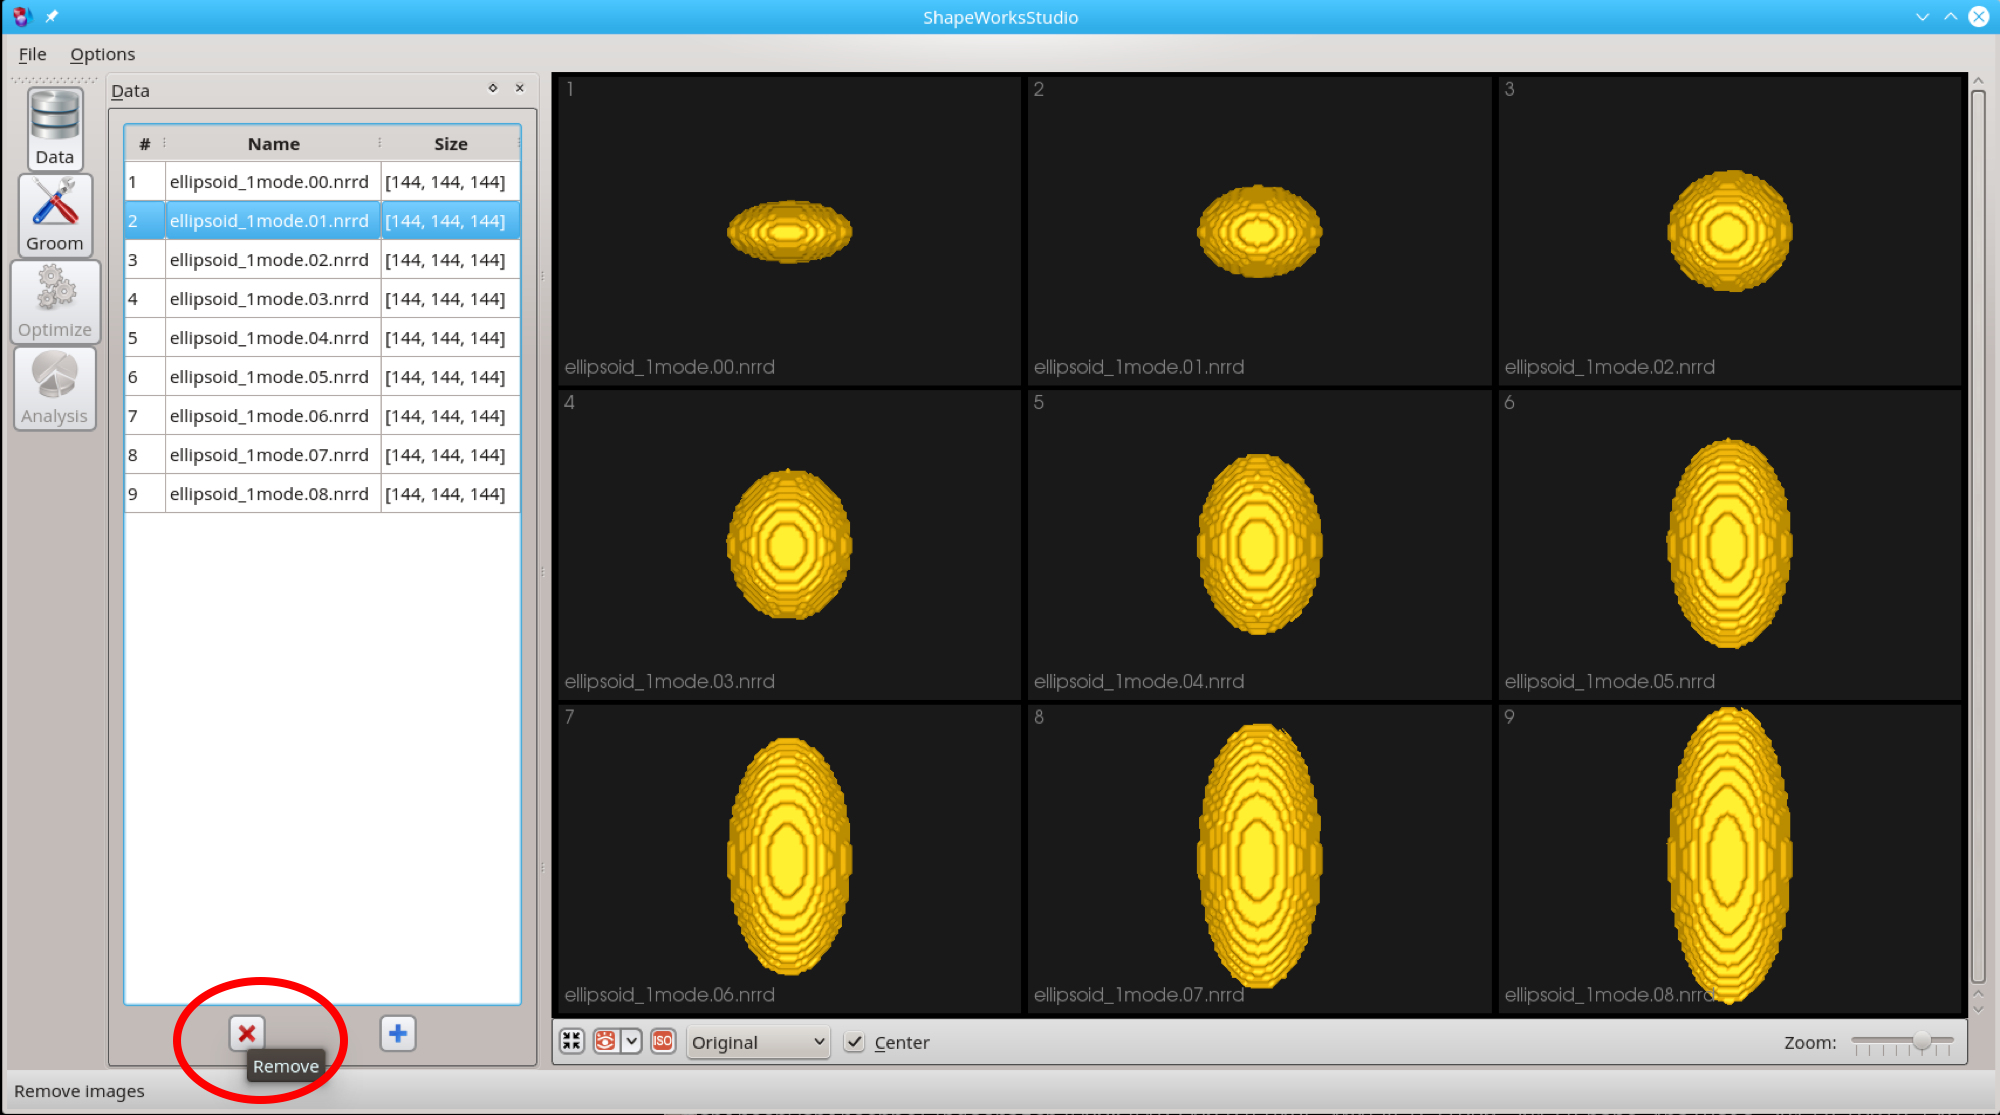 ShapeWorksStudio
File Options
Data
Groom
Optimize
Analysis
Data
# Name Size
1 ellipsoid_1mode.00.nrrd [144, 144, 144]
2 ellipsoid_1mode.01.nrrd [144, 144, 144]
3 ellipsoid_1mode.02.nrrd [144, 144, 144]
4 ellipsoid_1mode.03.nrrd [144, 144, 144]
5 ellipsoid_1mode.04.nrrd [144, 144, 144]
6 ellipsoid_1mode.05.nrrd [144, 144, 144]
7 ellipsoid_1mode.06.nrrd [144, 144, 144]
8 ellipsoid_1mode.07.nrrd [144, 144, 144]
9 ellipsoid_1mode.08.nrrd [144, 144, 144]
Remove
1 2 3
ellipsoid_1mode.00.nrrd ellipsoid_1mode.01.nrrd ellipsoid_1mode.02.nrrd
4 5 6
ellipsoid_1mode.03.nrrd ellipsoid_1mode.04.nrrd ellipsoid_1mode.05.nrrd
7 8 9
ellipsoid_1mode.06.nrrd ellipsoid_1mode.07.nrrd ellipsoid_1mode.08.nrrd
ISO Original Center Zoom:
Remove images